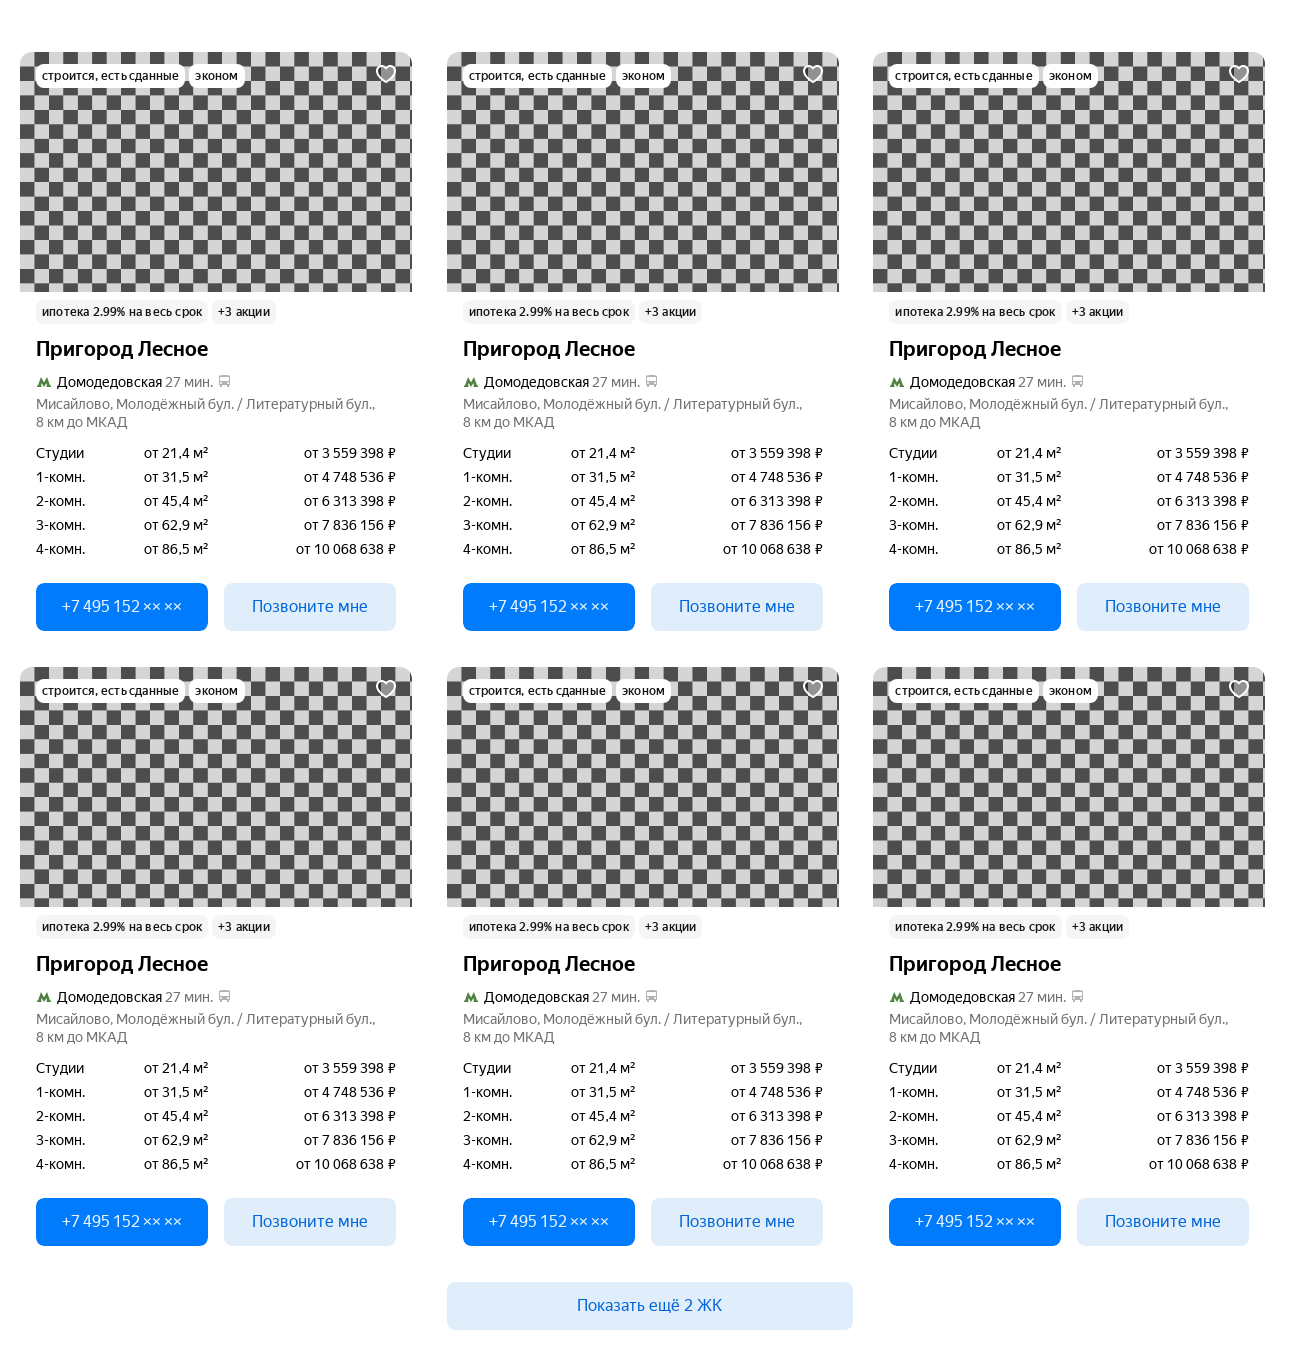 строится, есть сданные эконом
ипотека 2.99% на весь срок +3 акции
Пригород Лесное
Домодедовская 27 мин.
Мисайлово, Молодёжный бул. / Литературный бул.,
8 км до МКАД
Студии от 21,4 м² от 3 559 398 ₽
1-комн. от 31,5 м² от 4 748 536 ₽
2-комн. от 45,4 м² от 6 313 398 ₽
3-комн. от 62,9 м² от 7 836 156 ₽
4-комн. от 86,5 м² от 10 068 638 ₽
+7 495 152 ×× ×× Позвоните мне
строится, есть сданные эконом
ипотека 2.99% на весь срок +3 акции
Пригород Лесное
Домодедовская 27 мин.
Мисайлово, Молодёжный бул. / Литературный бул.,
8 км до МКАД
Студии от 21,4 м² от 3 559 398 ₽
1-комн. от 31,5 м² от 4 748 536 ₽
2-комн. от 45,4 м² от 6 313 398 ₽
3-комн. от 62,9 м² от 7 836 156 ₽
4-комн. от 86,5 м² от 10 068 638 ₽
+7 495 152 ×× ×× Позвоните мне
строится, есть сданные эконом
ипотека 2.99% на весь срок +3 акции
Пригород Лесное
Домодедовская 27 мин.
Мисайлово, Молодёжный бул. / Литературный бул.,
8 км до МКАД
Студии от 21,4 м² от 3 559 398 ₽
1-комн. от 31,5 м² от 4 748 536 ₽
2-комн. от 45,4 м² от 6 313 398 ₽
3-комн. от 62,9 м² от 7 836 156 ₽
4-комн. от 86,5 м² от 10 068 638 ₽
+7 495 152 ×× ×× Позвоните мне
строится, есть сданные эконом
ипотека 2.99% на весь срок +3 акции
Пригород Лесное
Домодедовская 27 мин.
Мисайлово, Молодёжный бул. / Литературный бул.,
8 км до МКАД
Студии от 21,4 м² от 3 559 398 ₽
1-комн. от 31,5 м² от 4 748 536 ₽
2-комн. от 45,4 м² от 6 313 398 ₽
3-комн. от 62,9 м² от 7 836 156 ₽
4-комн. от 86,5 м² от 10 068 638 ₽
+7 495 152 ×× ×× Позвоните мне
строится, есть сданные эконом
ипотека 2.99% на весь срок +3 акции
Пригород Лесное
Домодедовская 27 мин.
Мисайлово, Молодёжный бул. / Литературный бул.,
8 км до МКАД
Студии от 21,4 м² от 3 559 398 ₽
1-комн. от 31,5 м² от 4 748 536 ₽
2-комн. от 45,4 м² от 6 313 398 ₽
3-комн. от 62,9 м² от 7 836 156 ₽
4-комн. от 86,5 м² от 10 068 638 ₽
+7 495 152 ×× ×× Позвоните мне
строится, есть сданные эконом
ипотека 2.99% на весь срок +3 акции
Пригород Лесное
Домодедовская 27 мин.
Мисайлово, Молодёжный бул. / Литературный бул.,
8 км до МКАД
Студии от 21,4 м² от 3 559 398 ₽
1-комн. от 31,5 м² от 4 748 536 ₽
2-комн. от 45,4 м² от 6 313 398 ₽
3-комн. от 62,9 м² от 7 836 156 ₽
4-комн. от 86,5 м² от 10 068 638 ₽
+7 495 152 ×× ×× Позвоните мне
Показать ещё 2 ЖК